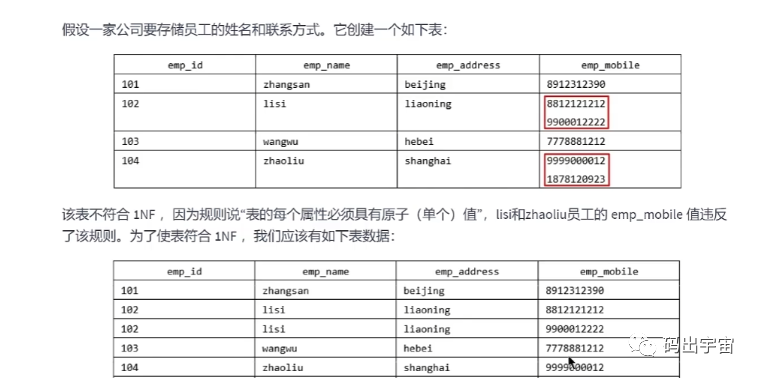 假设一家公司要存储员工的姓名和联系方式。它创建一个如下表：
emp_id emp_name emp_address emp_mobile
101 zhangsan beijing 8912312390
102 lisi liaoning 8812121212
9900012222
103 wangwu hebei 7778881212
104 zhaoliu shanghai 9999000012
1878120923
该表不符合 1NF ，因为规则说“表的每个属性必须具有原子（单个）值”，lisi和zhaoliu员工的 emp_mobile 值违反
了该规则。为了使表符合 1NF ，我们应该有如下表数据：
emp_id emp_name emp_address emp_mobile
101 zhangsan beijing 8912312390
102 lisi liaoning 8812121212
102 lisi liaoning 9900012222
103 wangwu hebei 7778881212
104 zhaoliu shanghai 9999000012
码出宇宙